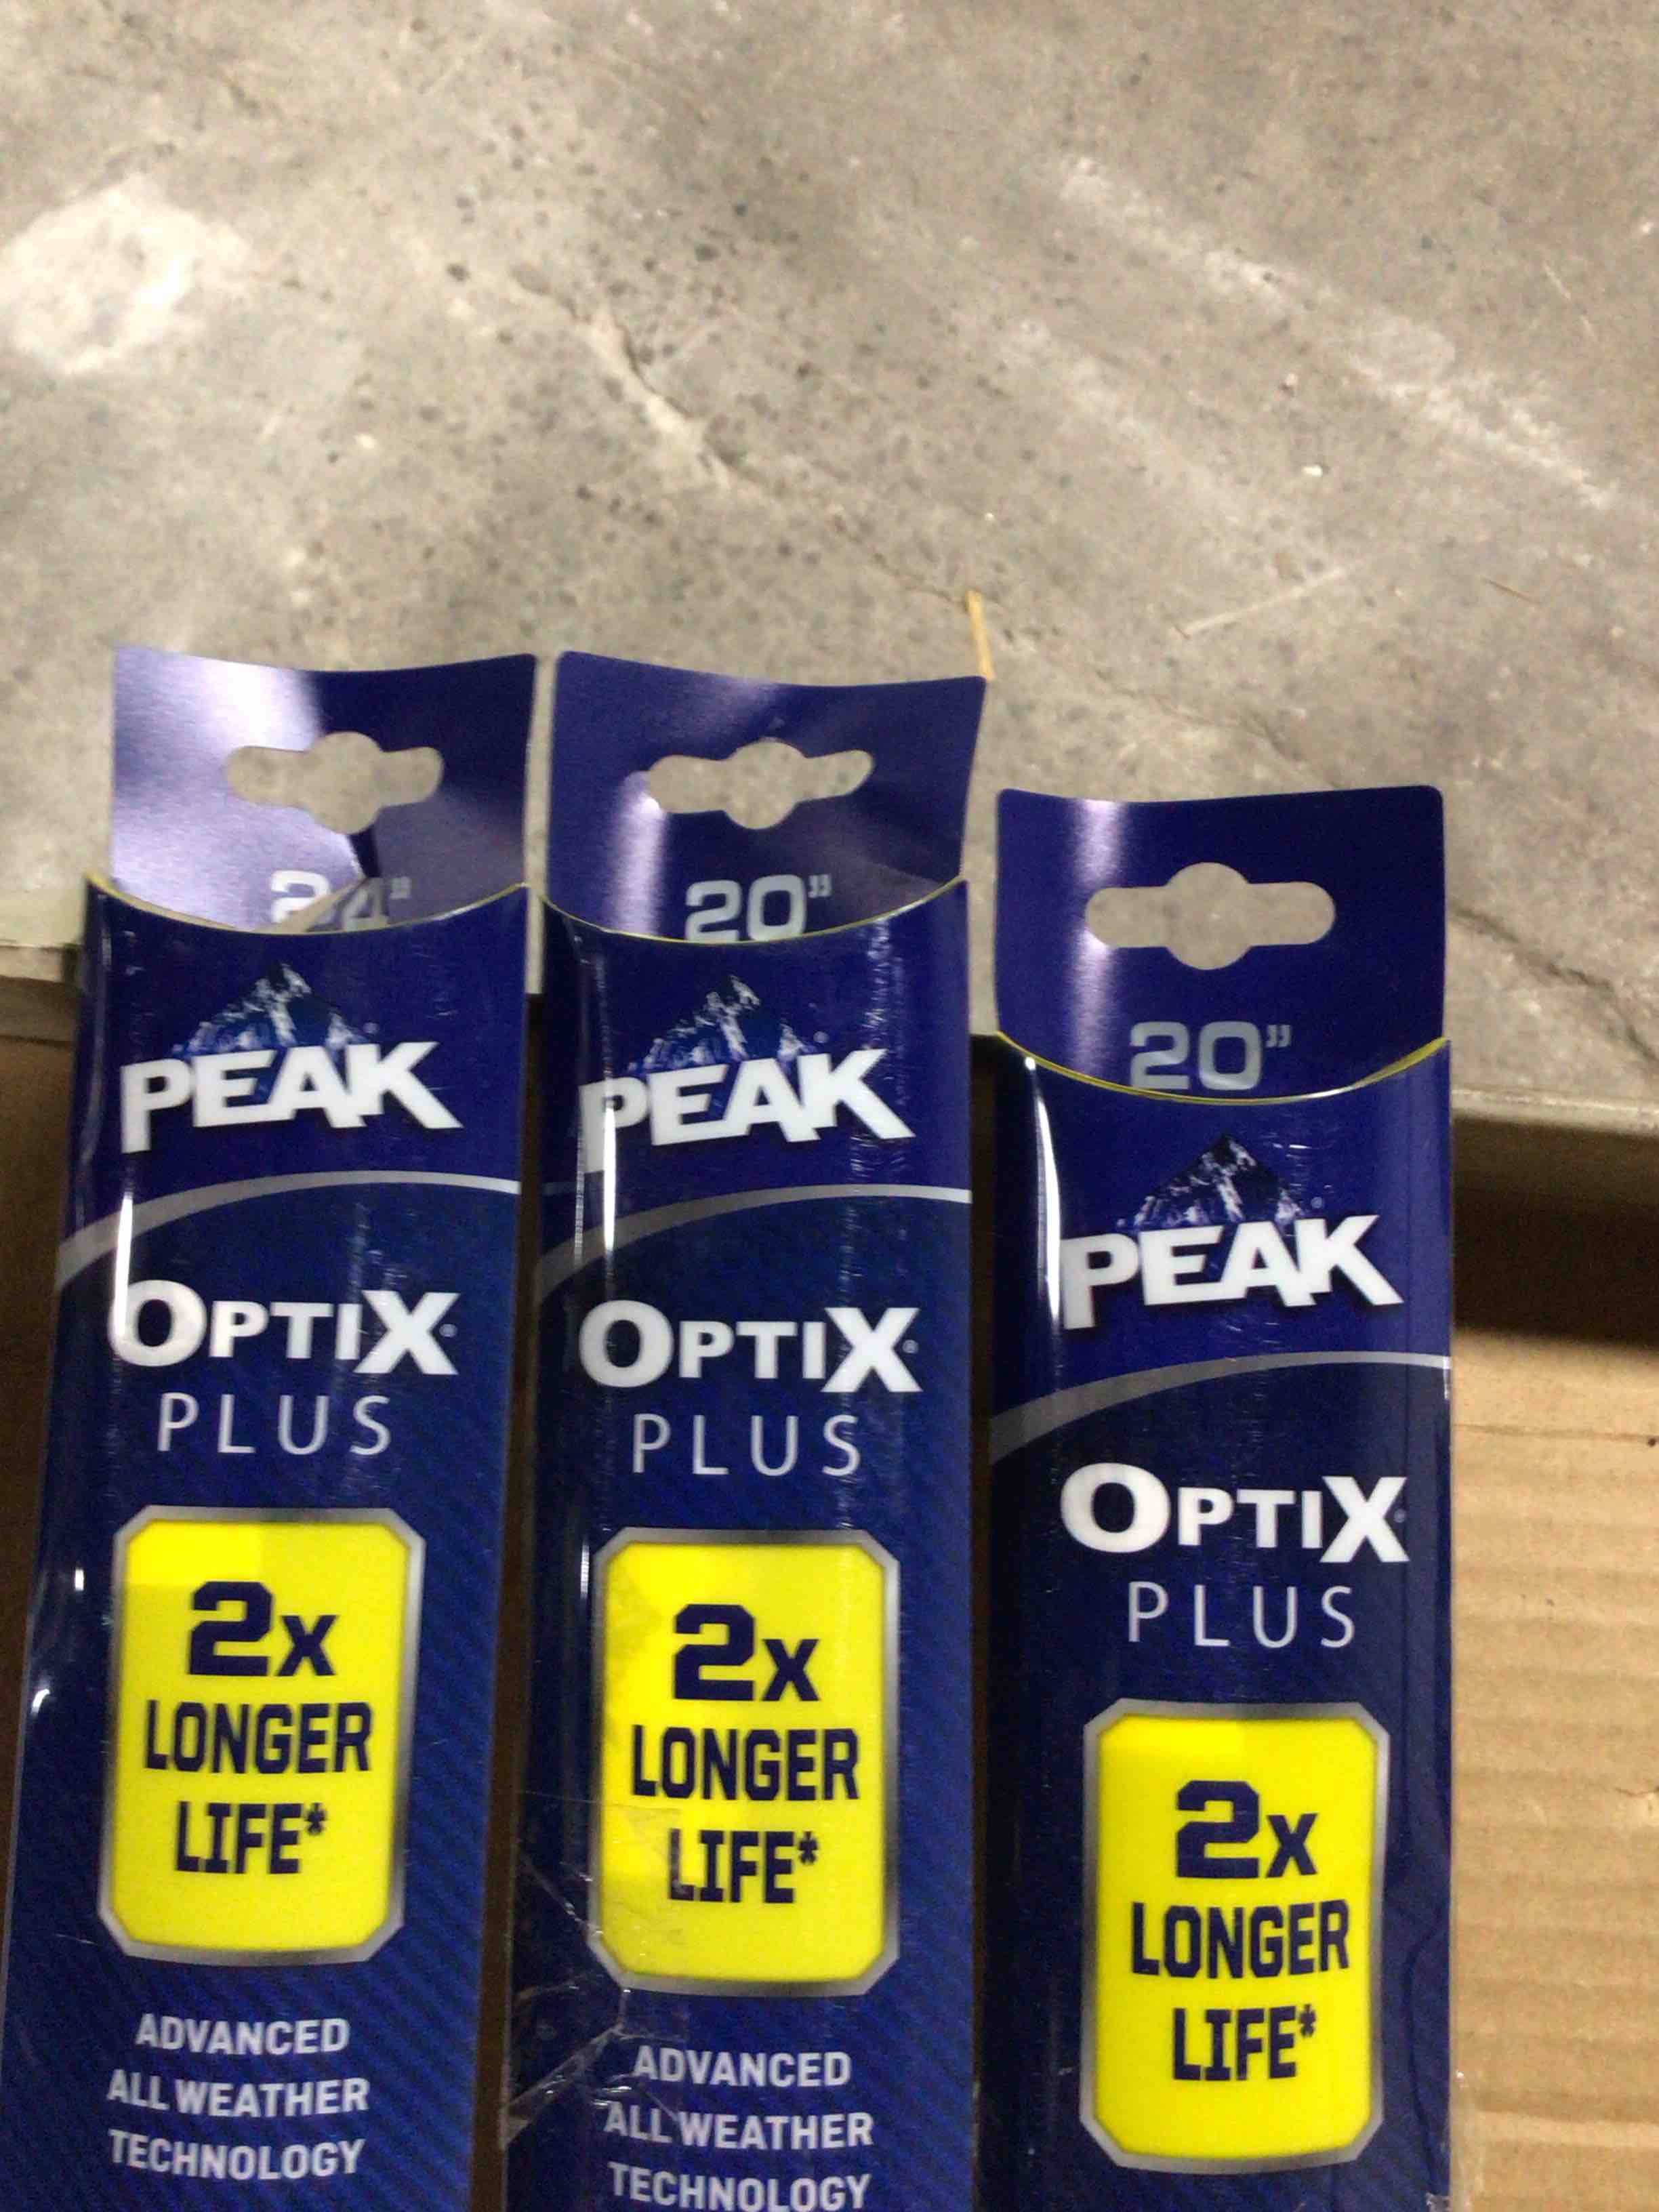 24"
PEAK
OPTIX
PLUS
2x
LONGER
LIFE*
ADVANCED
ALL WEATHER
TECHNOLOGY
20"
PEAK
OPTIX
PLUS
2x
LONGER
LIFE*
ADVANCED
ALL WEATHER
TECHNOLOGY
20"
PEAK
OPTIX
PLUS
2x
LONGER
LIFE*